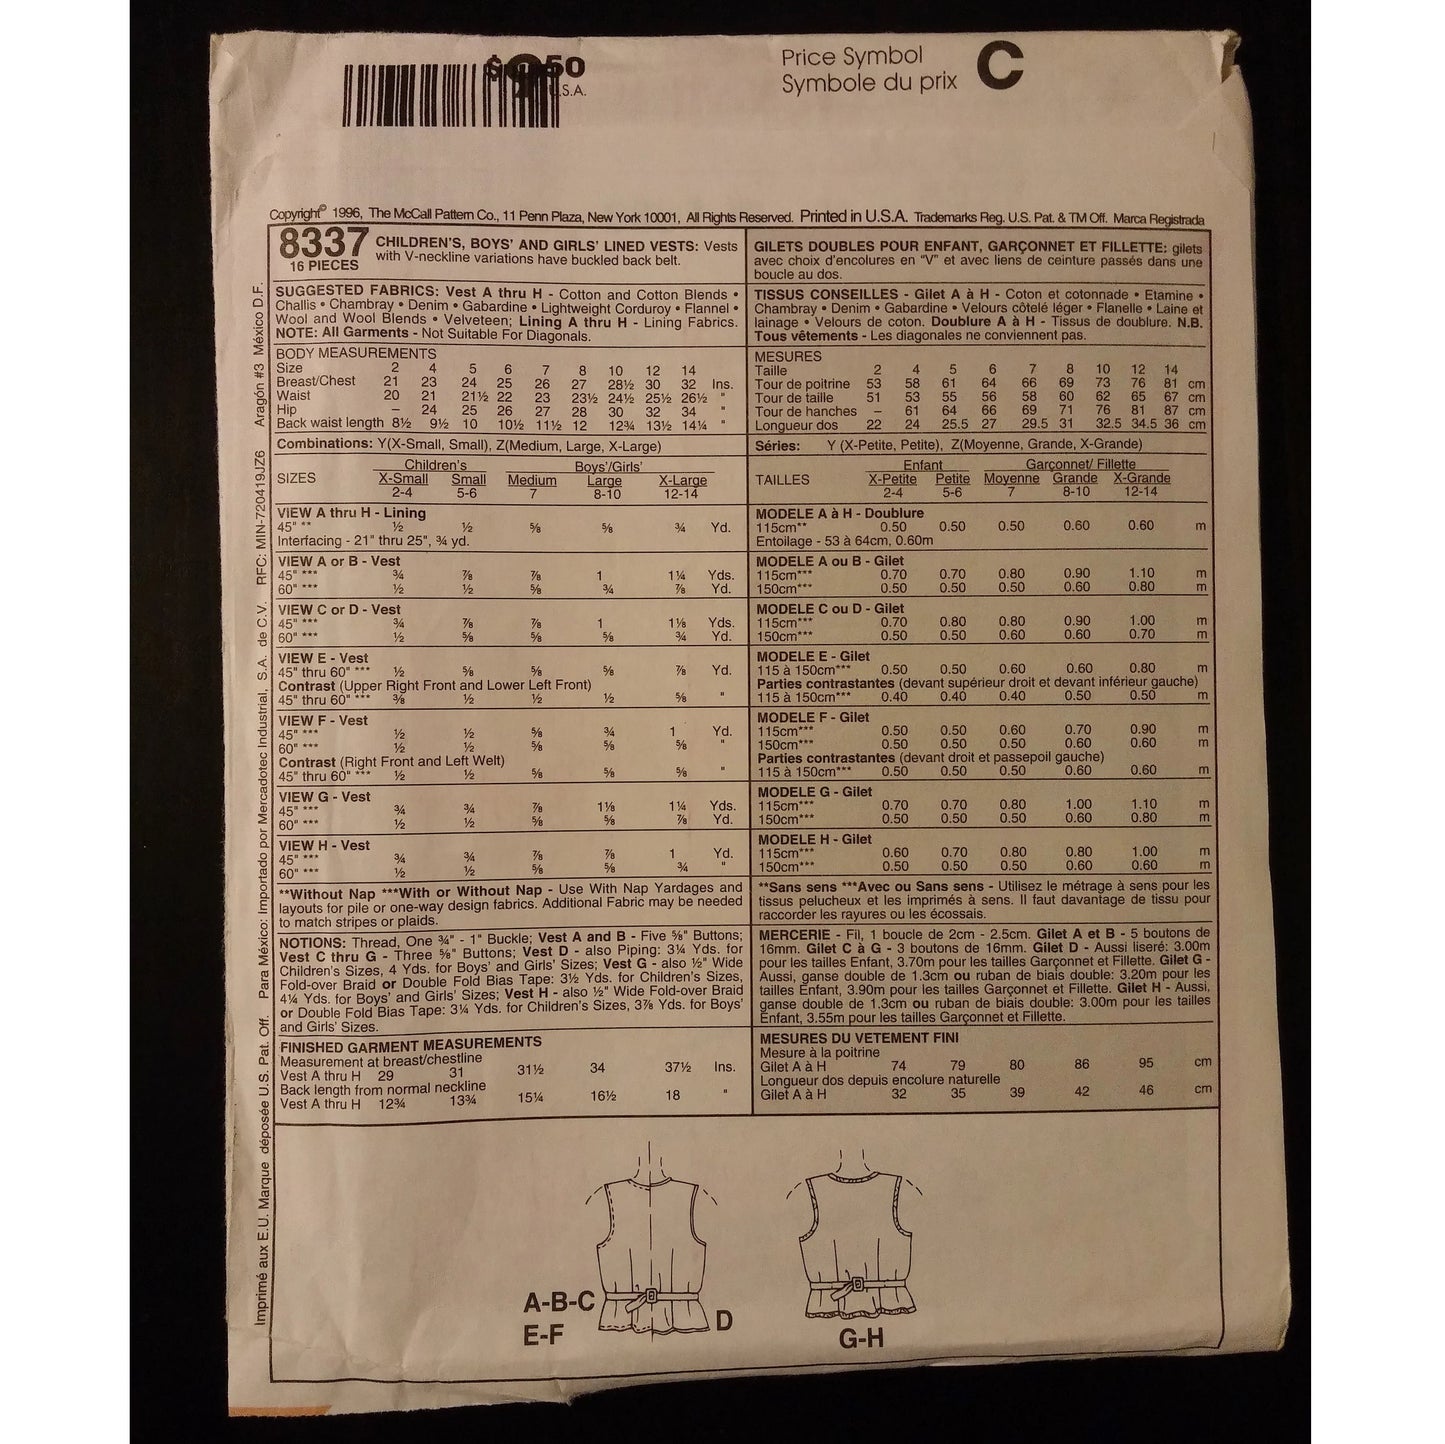 50
U.S.A.
Price Symbol C
Symbole du prix
Copyright© 1996, The McCall Pattern Co., 11 Penn Plaza, New York 10001, All Rights Reserved. Printed in U.S.A. Trademarks Reg. U.S. Pat. & TM Off. Marca Registrada
8337
16 PIECES
CHILDREN'S, BOYS' AND GIRLS' LINED VESTS: Vests
with V-neckline variations have buckled back belt.
SUGGESTED FABRICS: Vest A thru H - Cotton and Cotton Blends •
Challis • Chambray • Denim • Gabardine • Lightweight Corduroy • Flannel •
Wool and Wool Blends • Velveteen; Lining A thru H - Lining Fabrics.
NOTE: All Garments - Not Suitable For Diagonals.
BODY MEASUREMENTS
Size 2 4 5 6 7 8 10 12 14
Breast/Chest 21 23 24 25 26 27 28½ 30 32 Ins.
Waist 20 21 21½ 22 23 23½ 24½ 25½ 26½ "
Hip – 24 25 26 27 28 30 32 34 "
Back waist length 8½ 9½ 10 10½ 11½ 12 12¾ 13½ 14¼ "
Combinations: Y(X-Small, Small), Z(Medium, Large, X-Large)
Children's Boys'/Girls'
SIZES X-Small Small Medium Large X-Large
2-4 5-6 7 8-10 12-14
VIEW A thru H - Lining
45" ** ½ ½ ⅝ ⅝ ¾ Yd.
Interfacing - 21" thru 25", ¾ yd.
VIEW A or B - Vest
45" *** ¾ ⅞ ⅞ 1 1¼ Yds.
60" *** ½ ½ ⅝ ¾ ⅞ Yd.
VIEW C or D - Vest
45" *** ¾ ⅞ ⅞ 1 1⅛ Yds.
60" *** ½ ⅝ ⅝ ⅝ ¾ Yd.
VIEW E - Vest
45" thru 60" *** ½ ⅝ ⅝ ⅝ ⅞ Yd.
Contrast (Upper Right Front and Lower Left Front)
45" thru 60" *** ⅜ ½ ½ ½ ⅝ "
VIEW F - Vest
45" *** ½ ½ ⅝ ¾ 1 Yd.
60" *** ½ ½ ⅝ ⅝ ⅝ "
Contrast (Right Front and Left Welt)
45" thru 60" *** ½ ½ ⅝ ⅝ ⅝ "
VIEW G - Vest
45" *** ¾ ¾ ⅞ 1⅛ 1¼ Yds.
60" *** ½ ½ ⅝ ⅝ ⅞ Yd.
VIEW H - Vest
45" *** ¾ ¾ ⅞ ⅞ 1 Yd.
60" *** ½ ½ ⅝ ⅝ ¾ "
**Without Nap ***With or Without Nap - Use With Nap Yardages and
layouts for pile or one-way design fabrics. Additional Fabric may be needed
to match stripes or plaids.
NOTIONS: Thread, One ¾" - 1" Buckle; Vest A and B - Five ⅝" Buttons;
Vest C thru G - Three ⅝" Buttons; Vest D - also Piping: 3¼ Yds. for
Children's Sizes, 4 Yds. for Boys' and Girls' Sizes; Vest G - also ½" Wide
Fold-over Braid or Double Fold Bias Tape: 3½ Yds. for Children's Sizes,
4¼ Yds. for Boys' and Girls' Sizes; Vest H - also ½" Wide Fold-over Braid
or Double Fold Bias Tape: 3¼ Yds. for Children's Sizes, 3⅞ Yds. for Boys'
and Girls' Sizes.
FINISHED GARMENT MEASUREMENTS
Measurement at breast/chestline
Vest A thru H 29 31 31½ 34 37½ Ins.
Back length from normal neckline
Vest A thru H 12¾ 13¾ 15¼ 16½ 18 "
GILETS DOUBLES POUR ENFANT, GARÇONNET ET FILLETTE: gilets
avec choix d'encolures en "V" et avec liens de ceinture passés dans une
boucle au dos.
TISSUS CONSEILLES - Gilet A à H - Coton et cotonnade • Etamine •
Chambray • Denim • Gabardine • Velours côtelé léger • Flanelle • Laine et
lainage • Velours de coton. Doublure A à H - Tissus de doublure. N.B.
Tous vêtements - Les diagonales ne conviennent pas.
MESURES
Taille 2 4 5 6 7 8 10 12 14
Tour de poitrine 53 58 61 64 66 69 73 76 81 cm
Tour de taille 51 53 55 56 58 60 62 65 67 cm
Tour de hanches – 61 64 66 69 71 76 81 87 cm
Longueur dos 22 24 25.5 27 29.5 31 32.5 34.5 36 cm
Séries: Y (X-Petite, Petite), Z(Moyenne, Grande, X-Grande)
Enfant Garçonnet/ Fillette
TAILLES X-Petite Petite Moyenne Grande X-Grande
2-4 5-6 7 8-10 12-14
MODELE A à H - Doublure
115cm** 0.50 0.50 0.50 0.60 0.60 m
Entoilage - 53 à 64cm, 0.60m
MODELE A ou B - Gilet
115cm*** 0.70 0.70 0.80 0.90 1.10 m
150cm*** 0.50 0.50 0.50 0.60 0.80 m
MODELE C ou D - Gilet
115cm*** 0.70 0.80 0.80 0.90 1.00 m
150cm*** 0.50 0.50 0.60 0.60 0.70 m
MODELE E - Gilet
115 à 150cm*** 0.50 0.50 0.60 0.60 0.80 m
Parties contrastantes (devant supérieur droit et devant inférieur gauche)
115 à 150cm*** 0.40 0.40 0.40 0.50 0.50 m
MODELE F - Gilet
115cm*** 0.50 0.50 0.60 0.70 0.90 m
150cm*** 0.50 0.50 0.50 0.60 0.60 m
Parties contrastantes (devant droit et passepoil gauche)
115 à 150cm*** 0.50 0.50 0.50 0.60 0.60 m
MODELE G - Gilet
115cm*** 0.70 0.70 0.80 1.00 1.10 m
150cm*** 0.50 0.50 0.50 0.60 0.80 m
MODELE H - Gilet
115cm*** 0.60 0.70 0.80 0.80 1.00 m
150cm*** 0.50 0.50 0.50 0.60 0.60 m
**Sans sens ***Avec ou Sans sens - Utilisez le métrage à sens pour les
tissus pelucheux et les imprimés à sens. Il faut davantage de tissu pour
raccorder les rayures ou les écossais.
MERCERIE - Fil, 1 boucle de 2cm - 2.5cm. Gilet A et B - 5 boutons de
16mm. Gilet C à G - 3 boutons de 16mm. Gilet D - Aussi liseré: 3.00m
pour les tailles Enfant, 3.70m pour les tailles Garçonnet et Fillette. Gilet G -
Aussi, ganse double de 1.3cm ou ruban de biais double: 3.20m pour les
tailles Enfant, 3.90m pour les tailles Garçonnet et Fillette. Gilet H - Aussi,
ganse double de 1.3cm ou ruban de biais double: 3.00m pour les tailles
Enfant, 3.55m pour les tailles Garçonnet et Fillette.
MESURES DU VETEMENT FINI
Mesure à la poitrine
Gilet A à H 74 79 80 86 95 cm
Longueur dos depuis encolure naturelle
Gilet A à H 32 35 39 42 46 cm
A-B-C
E-F
D
G-H
Imprimé aux E.U. Marque déposée U.S. Pat. Off. Para México: Importado por Mercadotec Industrial, S.A. de C.V. RFC: MIN-720419JZ6 Aragón #3 México D.F.